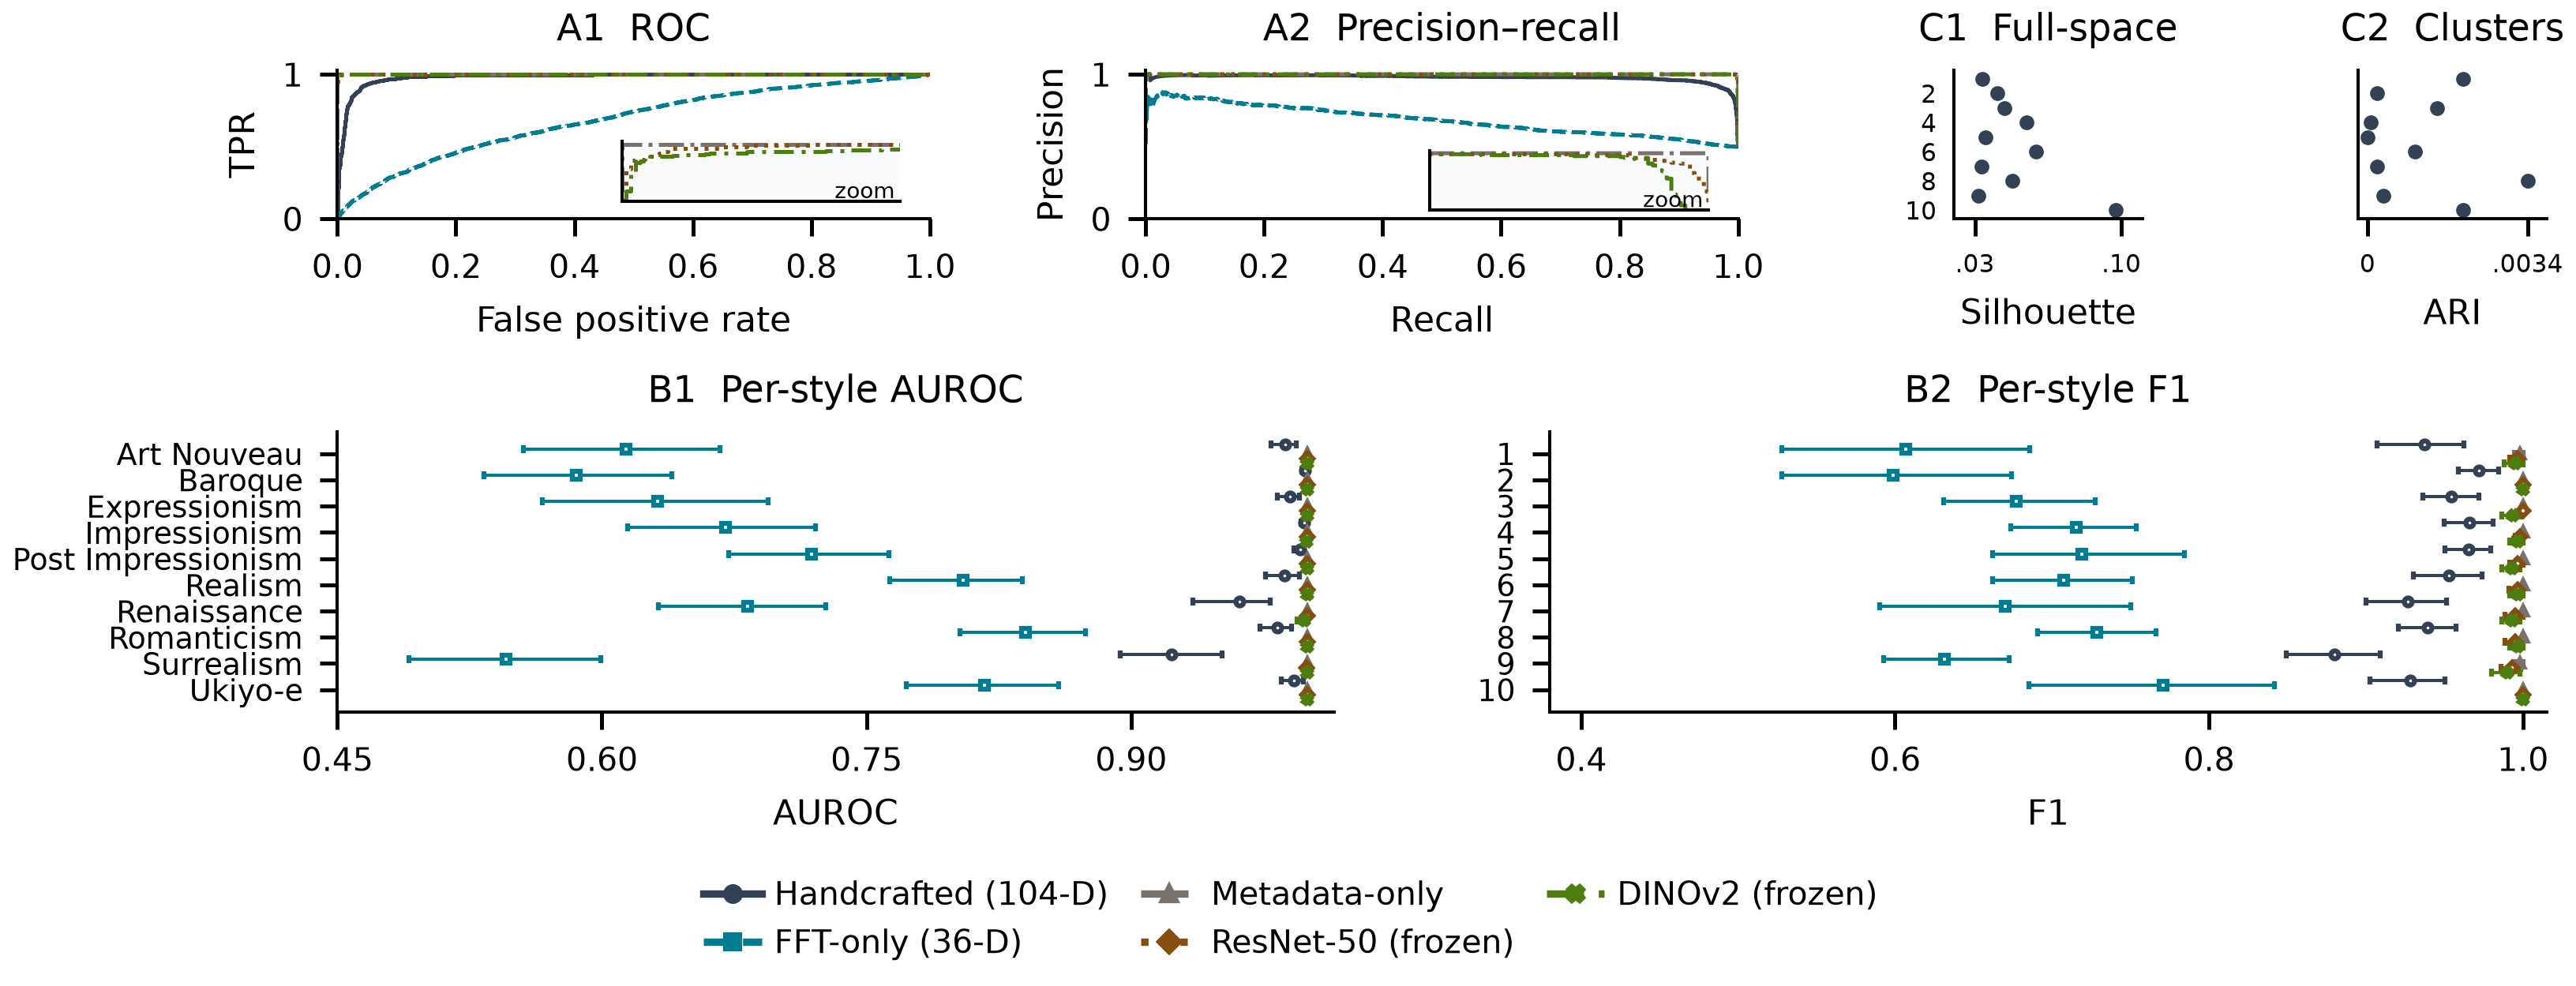 A1 ROC
TPR
1
0
zoom
0.0 0.2 0.4 0.6 0.8 1.0
False positive rate
A2 Precision–recall
Precision
1
0
zoom
0.0 0.2 0.4 0.6 0.8 1.0
Recall
C1 Full-space
2
4
6
8
10
.03 .10
Silhouette
C2 Clusters
0 .0034
ARI
B1 Per-style AUROC
Art Nouveau
Baroque
Expressionism
Impressionism
Post Impressionism
Realism
Renaissance
Romanticism
Surrealism
Ukiyo-e
0.45 0.60 0.75 0.90
AUROC
B2 Per-style F1
1
2
3
4
5
6
7
8
9
10
0.4 0.6 0.8 1.0
F1
Handcrafted (104-D) Metadata-only DINOv2 (frozen)
FFT-only (36-D) ResNet-50 (frozen)